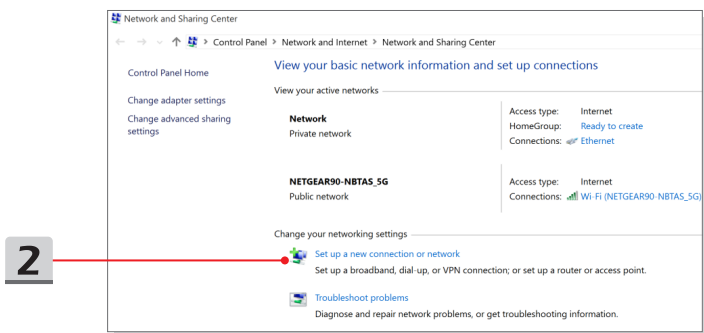 Network and Sharing Center
Control Panel > Network and Internet > Network and Sharing Center
Control Panel Home
Change adapter settings
Change advanced sharing
settings
View your basic network information and set up connections
View your active networks
Network
Private network
Access type: Internet
HomeGroup: Ready to create
Connections: Ethernet
NETGEAR90-NBTAS_5G
Public network
Access type: Internet
Connections: Wi-Fi (NETGEAR90-NBTAS_5G)
Change your networking settings
2
Set up a new connection or network
Set up a broadband, dial-up, or VPN connection; or set up a router or access point.
Troubleshoot problems
Diagnose and repair network problems, or get troubleshooting information.